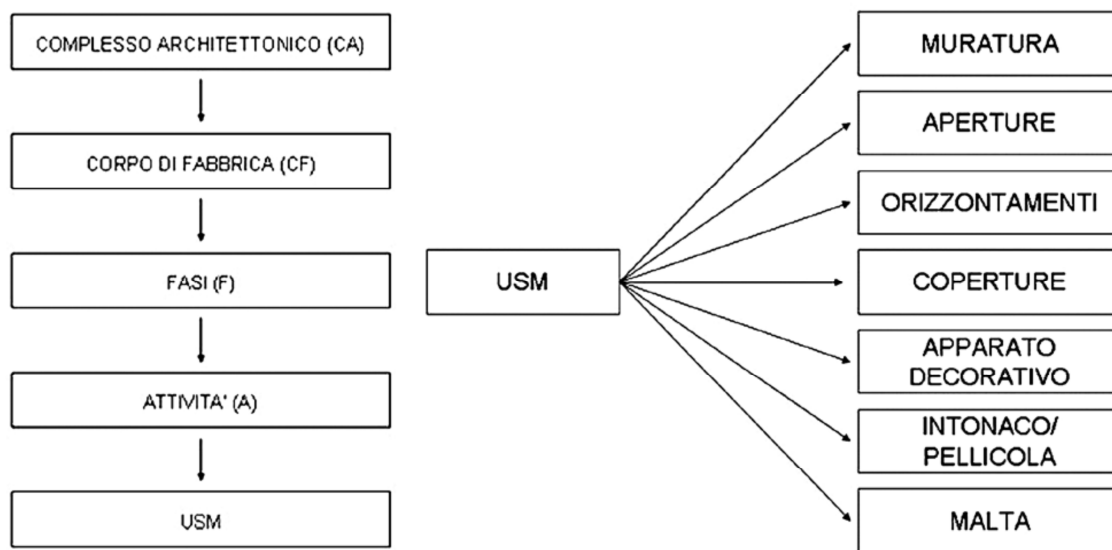 COMPLESSO ARCHITETTONICO (CA)
CORPO DI FABBRICA (CF)
FASI (F)
ATTIVITA' (A)
USM
USM
MURATURA
APERTURE
ORIZZONTAMENTI
COPERTURE
APPARATO
DECORATIVO
INTONACO/
PELLICOLA
MALTA